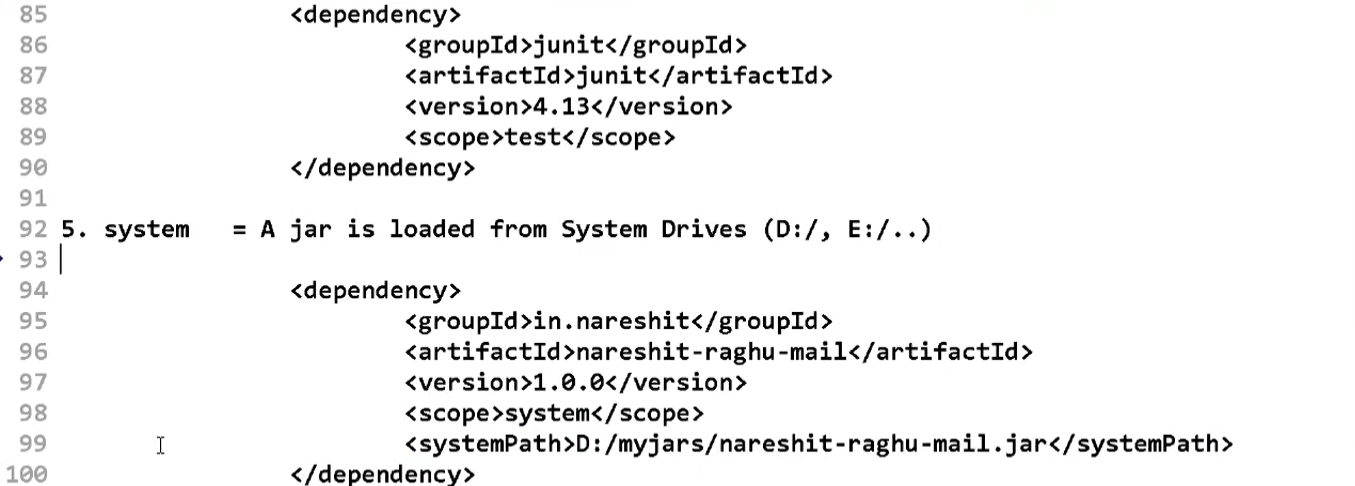 85 <dependency>
86 <groupId>junit</groupId>
87 <artifactId>junit</artifactId>
88 <version>4.13</version>
89 <scope>test</scope>
90 </dependency>
91
92 5. system = A jar is loaded from System Drives (D:/, E:/..)
93
94 <dependency>
95 <groupId>in.nareshit</groupId>
96 <artifactId>nareshit-raghu-mail</artifactId>
97 <version>1.0.0</version>
98 <scope>system</scope>
99 <systemPath>D:/myjars/nareshit-raghu-mail.jar</systemPath>
100 </dependency>